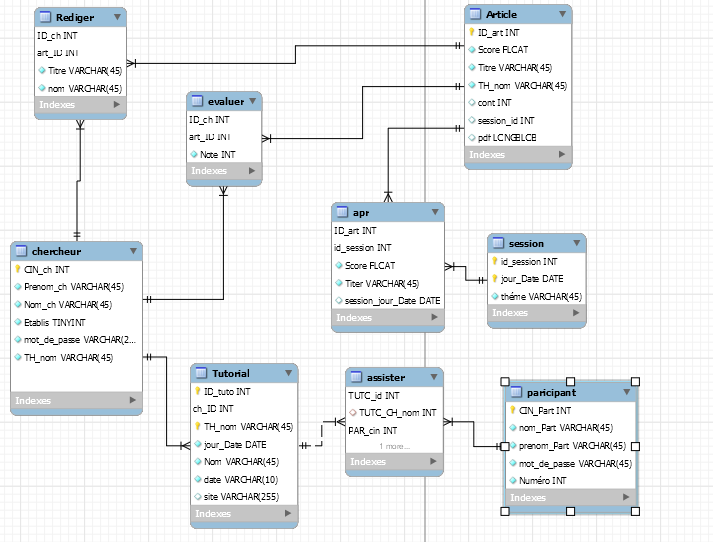 Rediger
ID_ch INT
art_ID INT
Titre VARCHAR(45)
nom VARCHAR(45)
Indexes
Article
ID_art INT
Score FLCAT
Titre VARCHAR(45)
TH_nom VARCHAR(45)
cont INT
session_id INT
pdf LCNGBLCB
Indexes
evaluer
ID_ch INT
art_ID INT
Note INT
Indexes
apr
ID_art INT
id_session INT
Score FLCAT
Titer VARCHAR(45)
session_jour_Date DATE
Indexes
session
id_session INT
jour_Date DATE
théme VARCHAR(45)
Indexes
chercheur
CIN_ch INT
Prenom_ch VARCHAR(45)
Nom_ch VARCHAR(45)
Etablis TINYINT
mot_de_passe VARCHAR(2...
TH_nom VARCHAR(45)
Indexes
Tutorial
ID_tuto INT
ch_ID INT
TH_nom VARCHAR(45)
jour_Date DATE
Nom VARCHAR(45)
date VARCHAR(10)
site VARCHAR(255)
Indexes
assister
TUTC_id INT
TUTC_CH_nom INT
PAR_cin INT
1 more...
Indexes
paricipant
CIN_Part INT
nom_Part VARCHAR(45)
prenom_Part VARCHAR(45)
mot_de_passe VARCHAR(45)
Numéro INT
Indexes